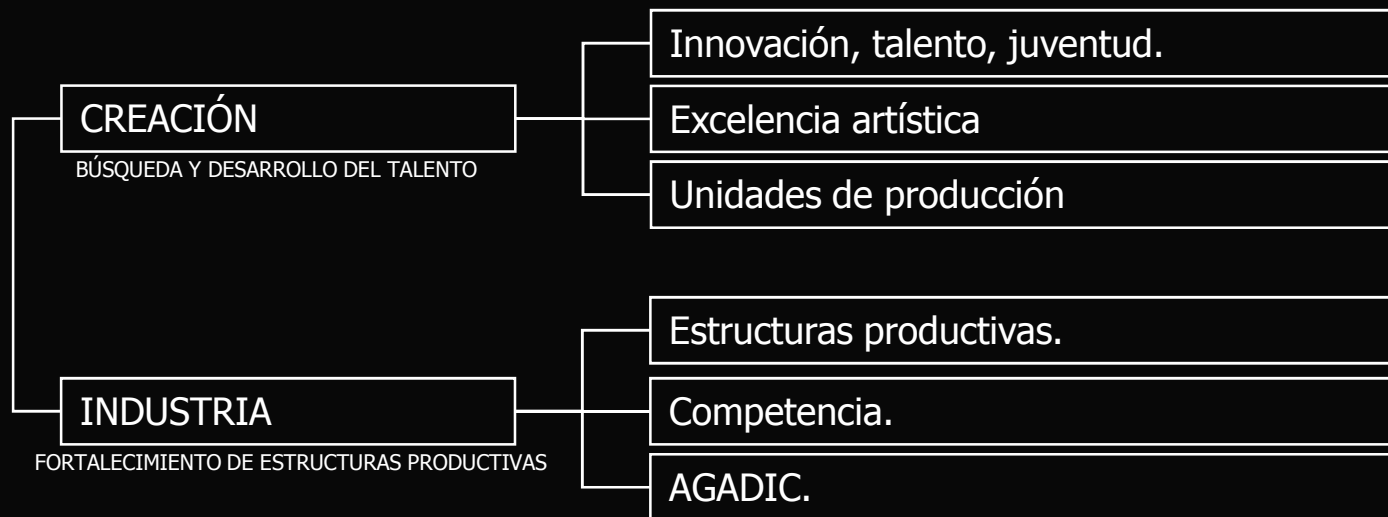 CREACIÓN
BÚSQUEDA Y DESARROLLO DEL TALENTO
Innovación, talento, juventud.
Excelencia artística
Unidades de producción
INDUSTRIA
FORTALECIMIENTO DE ESTRUCTURAS PRODUCTIVAS
Estructuras productivas.
Competencia.
AGADIC.